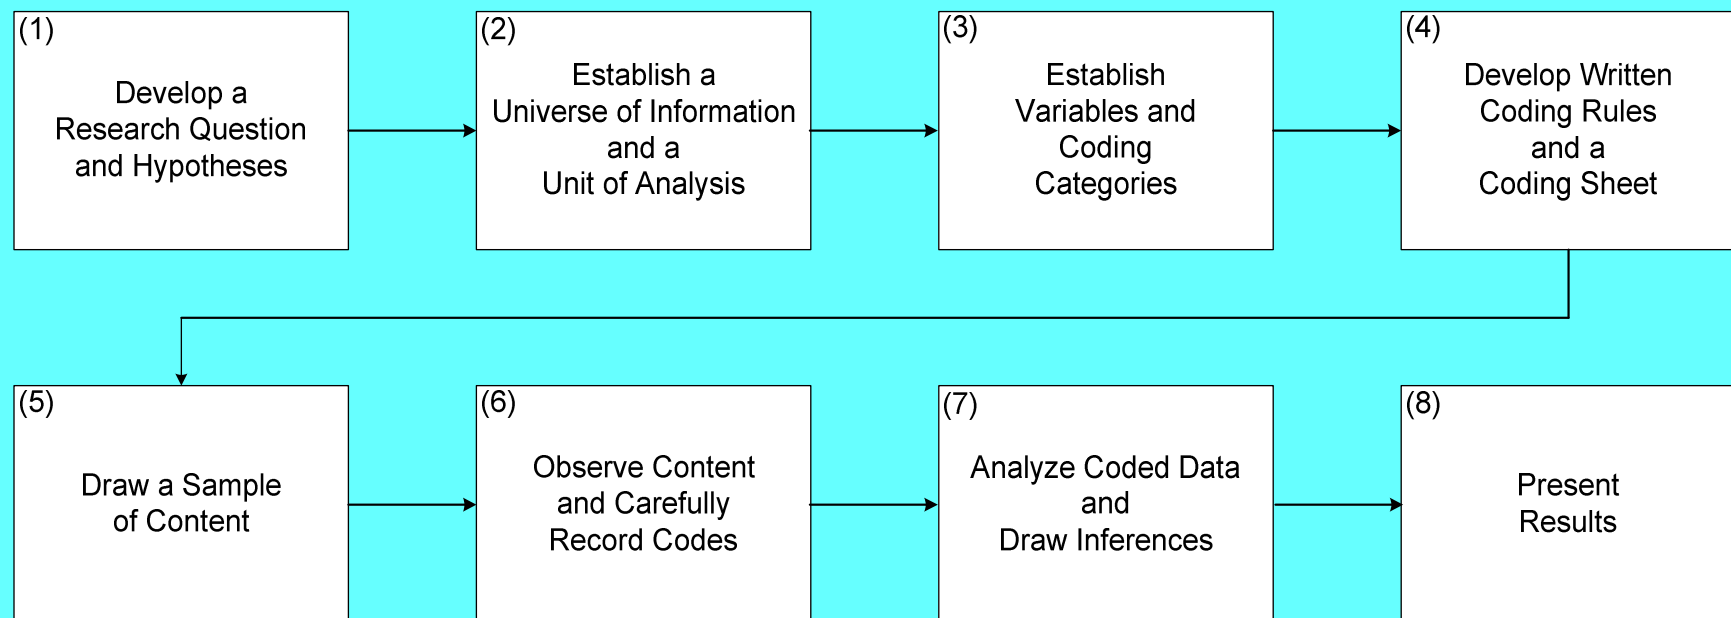 (1)
Develop a
Research Question
and Hypotheses
(2)
Establish a
Universe of Information
and a
Unit of Analysis
(3)
Establish
Variables and
Coding
Categories
(4)
Develop Written
Coding Rules
and a
Coding Sheet
(5)
Draw a Sample
of Content
(6)
Observe Content
and Carefully
Record Codes
(7)
Analyze Coded Data
and
Draw Inferences
(8)
Present
Results